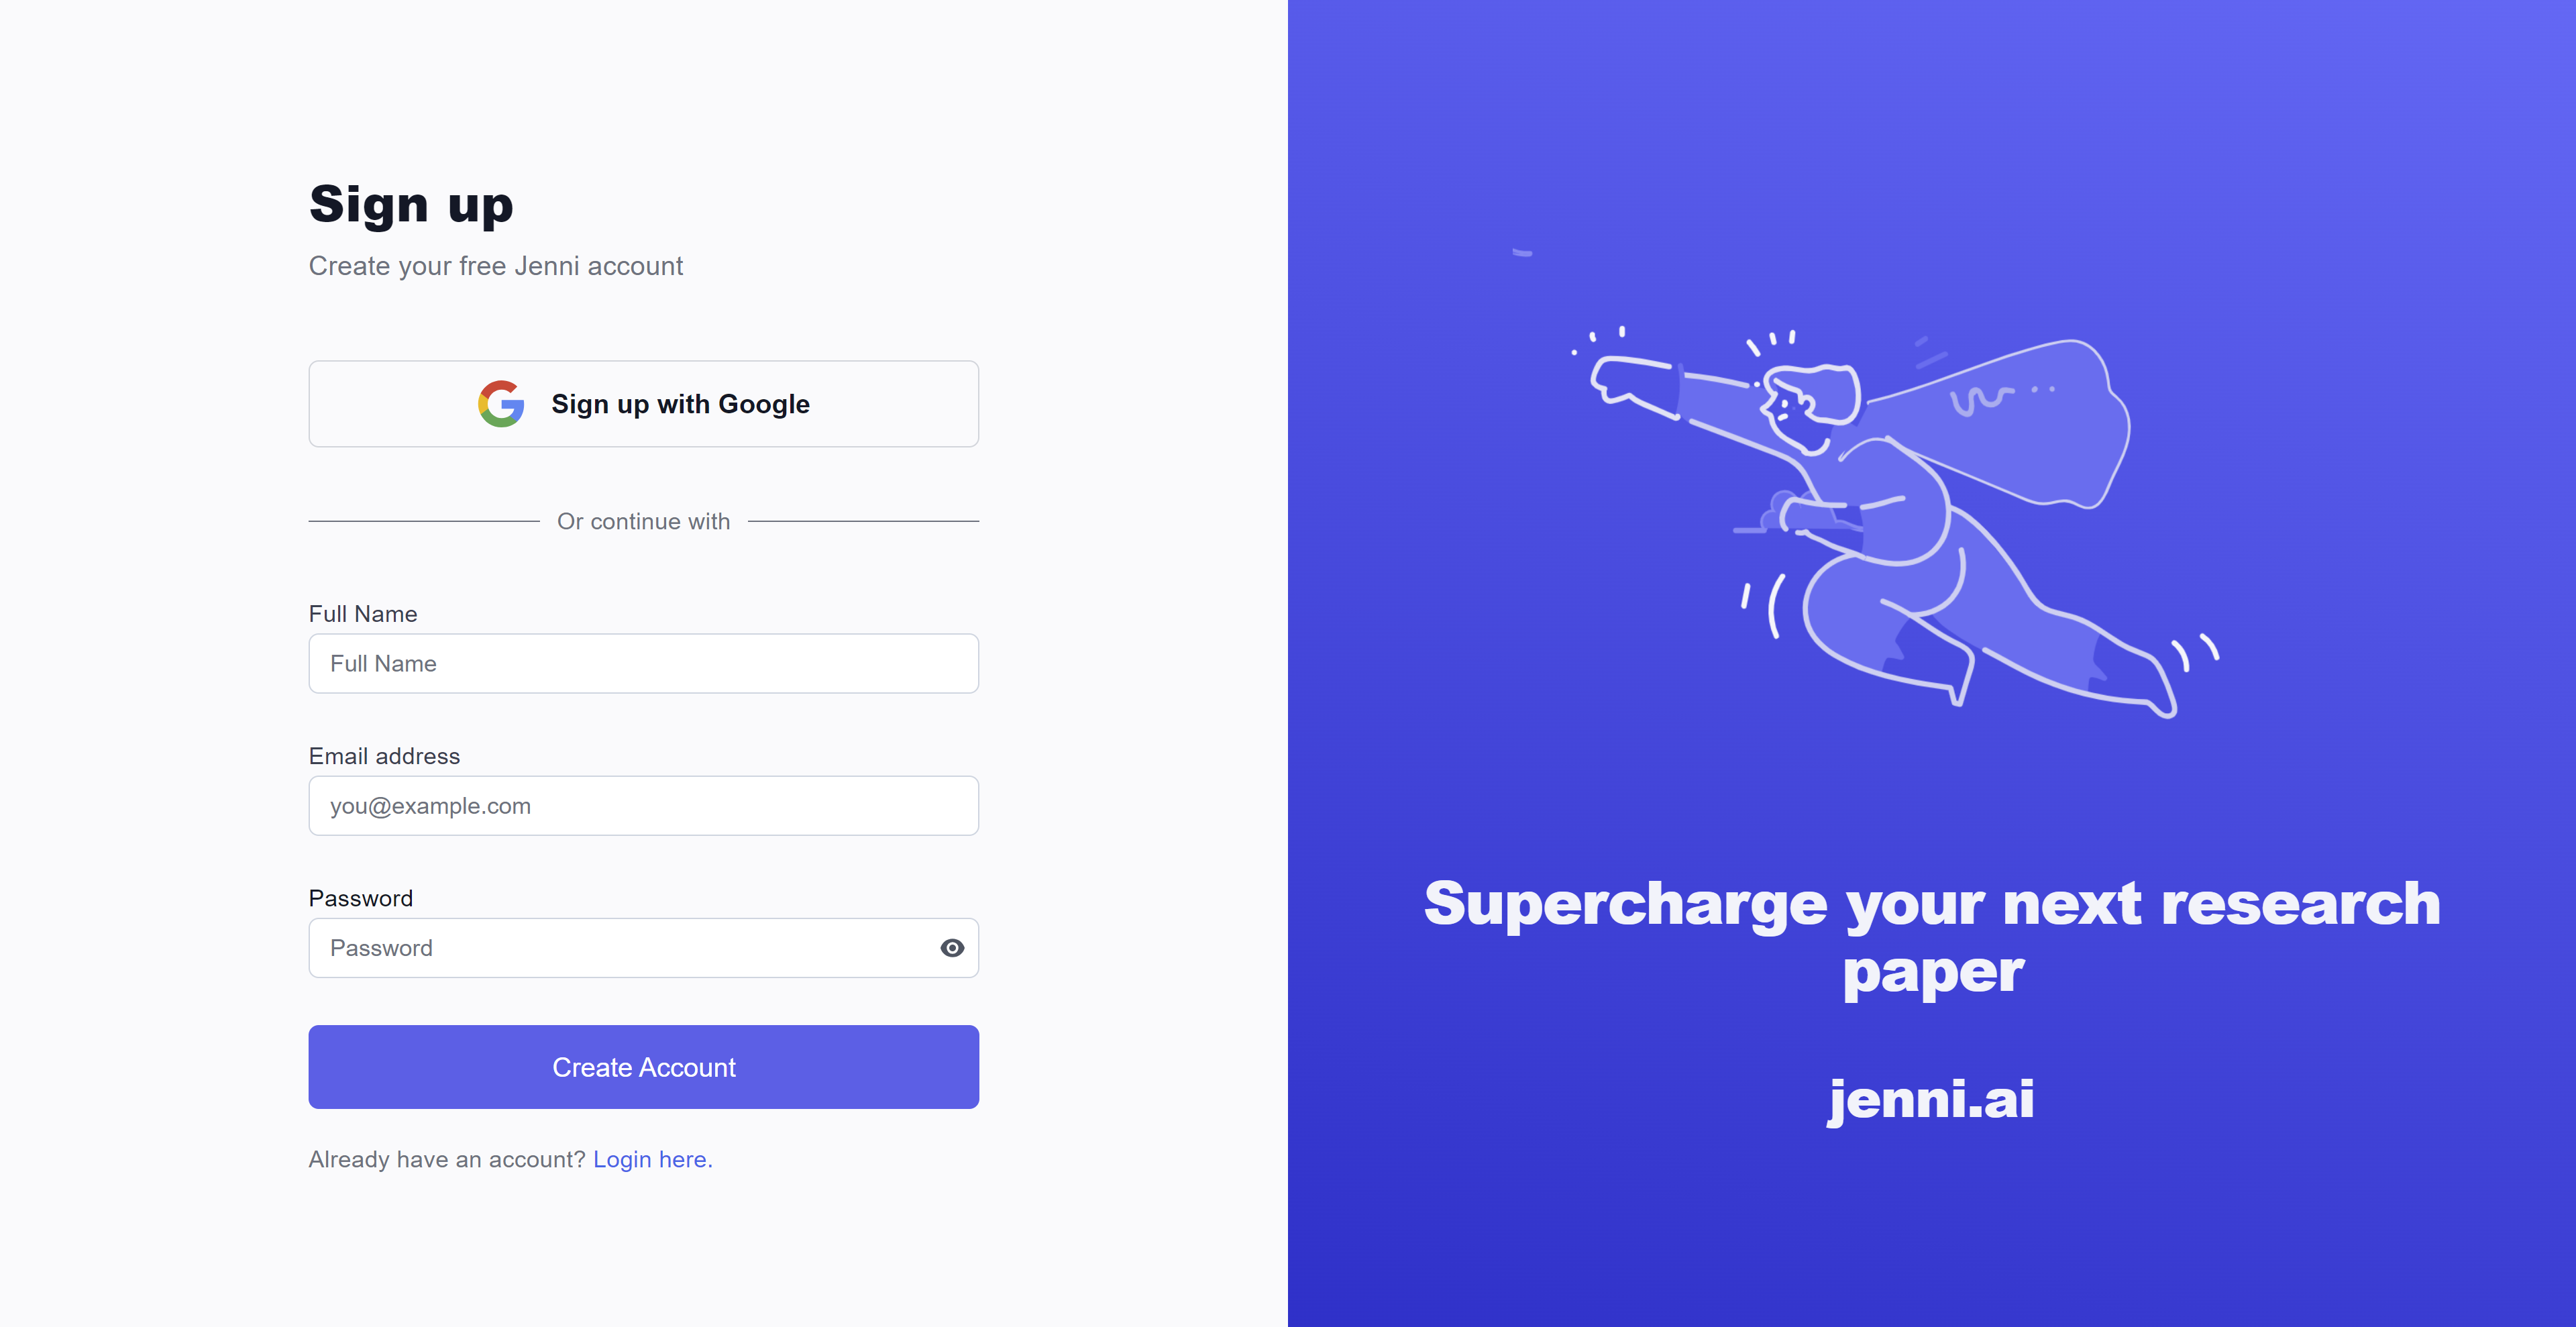 Sign up
Create your free Jenni account
Sign up with Google
Or continue with
Full Name
Full Name
Email address
you@example.com
Password
Password
Create Account
Already have an account? Login here.
Supercharge your next research
paper
jenni.ai